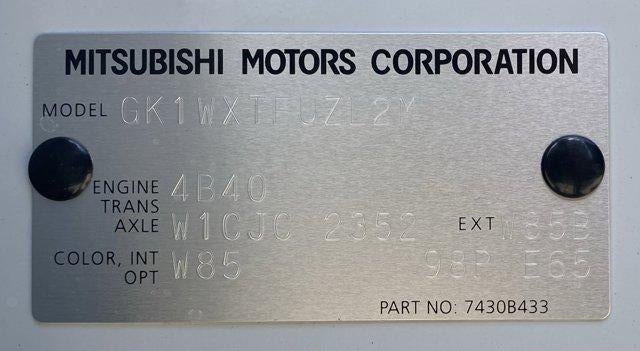 MITSUBISHI MOTORS CORPORATION
MODEL GK1WXTFUZL2Y
ENGINE 4B40
TRANS
AXLE W1CJC 2352 EXT W85B
COLOR, INT W85 98P E65
OPT
PART NO: 7430B433